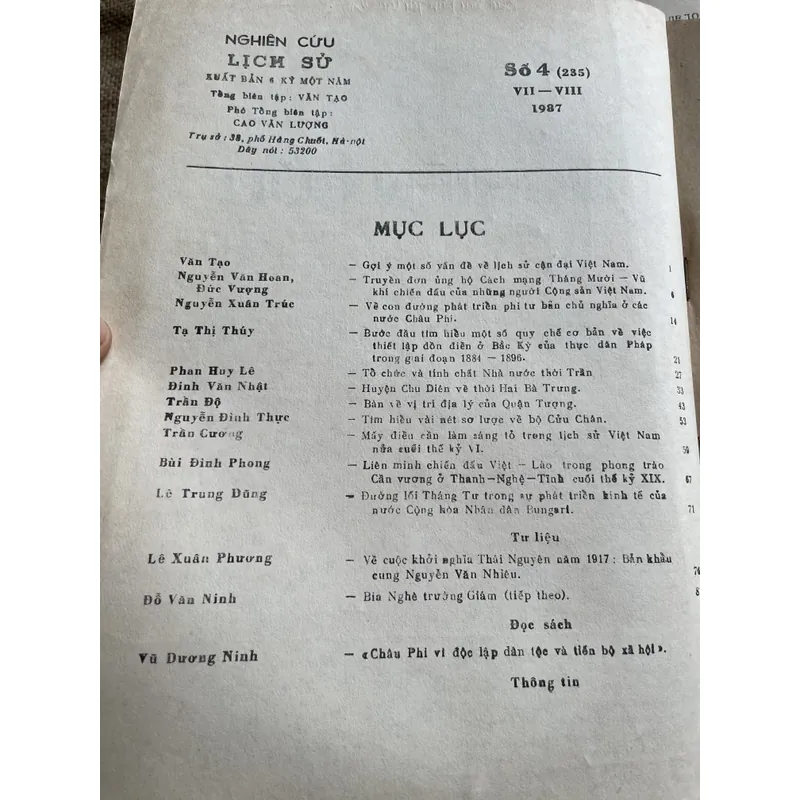 NGHIÊN CỨU
LỊCH SỬ
XUẤT BẢN 6 KỲ MỘT NĂM
Tổng biên tập: VĂN TẠO
Phó Tổng biên tập:
CAO VĂN LƯỢNG
Trụ sở: 38, phố Hàng Chuối, Hà-nội
Dây nói: 53200
Số 4 (235)
VII — VIII
1987
MỤC LỤC
Văn Tạo — Gợi ý một số vấn đề về lịch sử cận đại Việt Nam. 1
Nguyễn Văn Hoan, Đức Vượng — Truyền đơn ủng hộ Cách mạng Tháng Mười — Vũ
khí chiến đấu của những người Cộng sản Việt Nam. 6
Nguyễn Xuân Trúc — Về con đường phát triển phi tư bản chủ nghĩa ở các
nước Châu Phi. 14
Tạ Thị Thúy — Bước đầu tìm hiểu một số quy chế cơ bản về việc
thiết lập đồn điền ở Bắc Kỳ của thực dân Pháp
trong giai đoạn 1884 — 1896. 21
Phan Huy Lê — Tổ chức và tính chất Nhà nước thời Trần 27
Đinh Văn Nhật — Huyện Chu Diên về thời Hai Bà Trưng. 33
Trần Độ — Bàn về vị trí địa lý của Quận Tượng. 43
Nguyễn Đình Thực — Tìm hiểu vài nét sơ lược về bộ Cửu Chân. 53
Trần Cương — Mấy điều cần làm sáng tỏ trong lịch sử Việt Nam
nửa cuối thế kỷ VI. 59
Bùi Đình Phong — Liên minh chiến đấu Việt — Lào trong phong trào
Cần vương ở Thanh—Nghệ—Tĩnh cuối thế kỷ XIX. 67
Lê Trung Dũng — Đường lối Tháng Tư trong sự phát triển kinh tế của
nước Cộng hòa Nhân dân Bungari. 71
Tư liệu
Lê Xuân Phương — Về cuộc khởi nghĩa Thái Nguyên năm 1917: Bản khẩu
cung Nguyễn Văn Nhiêu.
Đỗ Văn Ninh — Bia Nghè trường Giám (tiếp theo).
Đọc sách
Vũ Dương Ninh — «Châu Phi vì độc lập dân tộc và tiến bộ xã hội».
Thông tin